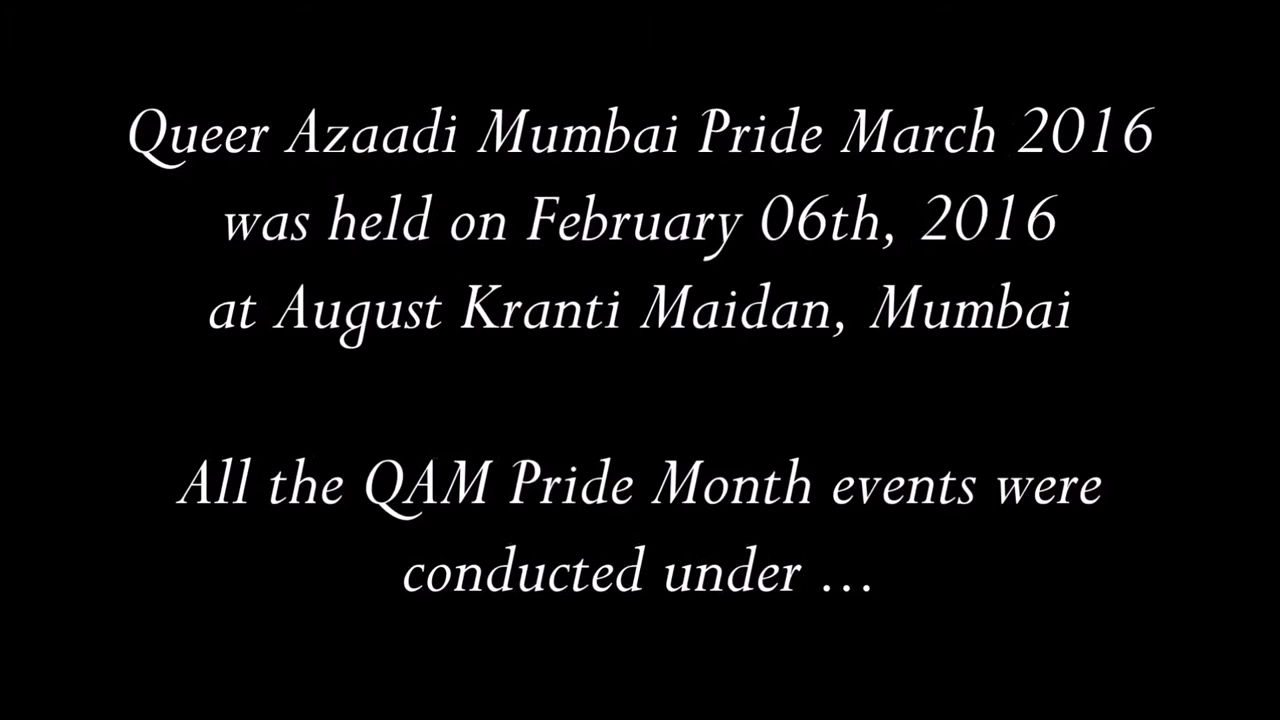 Queer Azaadi Mumbai Pride March 2016
was held on February 06th, 2016
at August Kranti Maidan, Mumbai
All the QAM Pride Month events were
conducted under ...